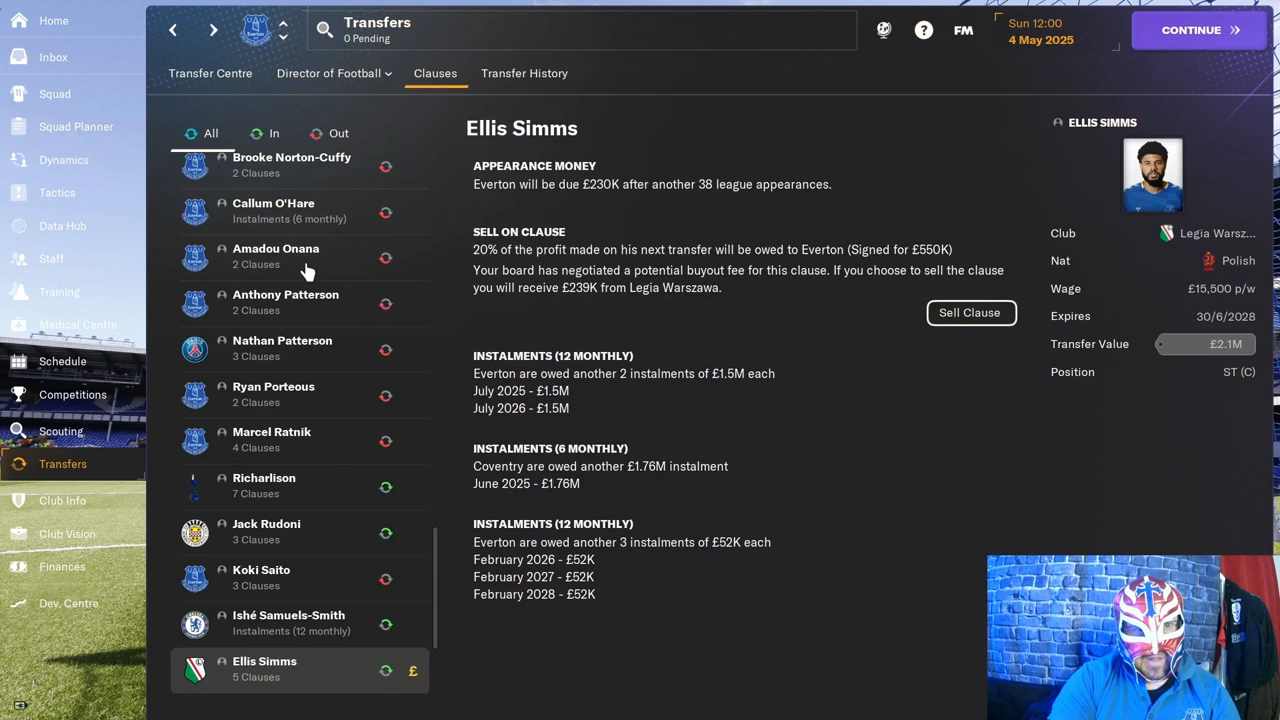 Home
Inbox
Squad
Squad Planner
Dynamics
Tactics
Data Hub
Staff
Training
Medical Centre
Schedule
Competitions
Scouting
Transfers
Club Info
Club Vision
Finances
Dev. Centre
Transfers
0 Pending
?
FM
Sun 12:00
4 May 2025
CONTINUE
Transfer Centre
Director of Football
Clauses
Transfer History
All
In
Out
Brooke Norton-Cuffy
2 Clauses
Callum O'Hare
Instalments (6 monthly)
Amadou Onana
2 Clauses
Anthony Patterson
2 Clauses
Nathan Patterson
3 Clauses
Ryan Porteous
2 Clauses
Marcel Ratnik
4 Clauses
Richarlison
7 Clauses
Jack Rudoni
3 Clauses
Koki Saito
3 Clauses
Ishé Samuels-Smith
Instalments (12 monthly)
Ellis Simms
5 Clauses
£
Ellis Simms
APPEARANCE MONEY
Everton will be due £230K after another 38 league appearances.
SELL ON CLAUSE
20% of the profit made on his next transfer will be owed to Everton (Signed for £550K)
Your board has negotiated a potential buyout fee for this clause. If you choose to sell the clause
you will receive £239K from Legia Warszawa.
Sell Clause
INSTALMENTS (12 MONTHLY)
Everton are owed another 2 instalments of £1.5M each
July 2025 - £1.5M
July 2026 - £1.5M
INSTALMENTS (6 MONTHLY)
Coventry are owed another £1.76M instalment
June 2025 - £1.76M
INSTALMENTS (12 MONTHLY)
Everton are owed another 3 instalments of £52K each
February 2026 - £52K
February 2027 - £52K
February 2028 - £52K
ELLIS SIMMS
Club Legia Warsz...
Nat Polish
Wage £15,500 p/w
Expires 30/6/2028
Transfer Value £2.1M
Position ST (C)